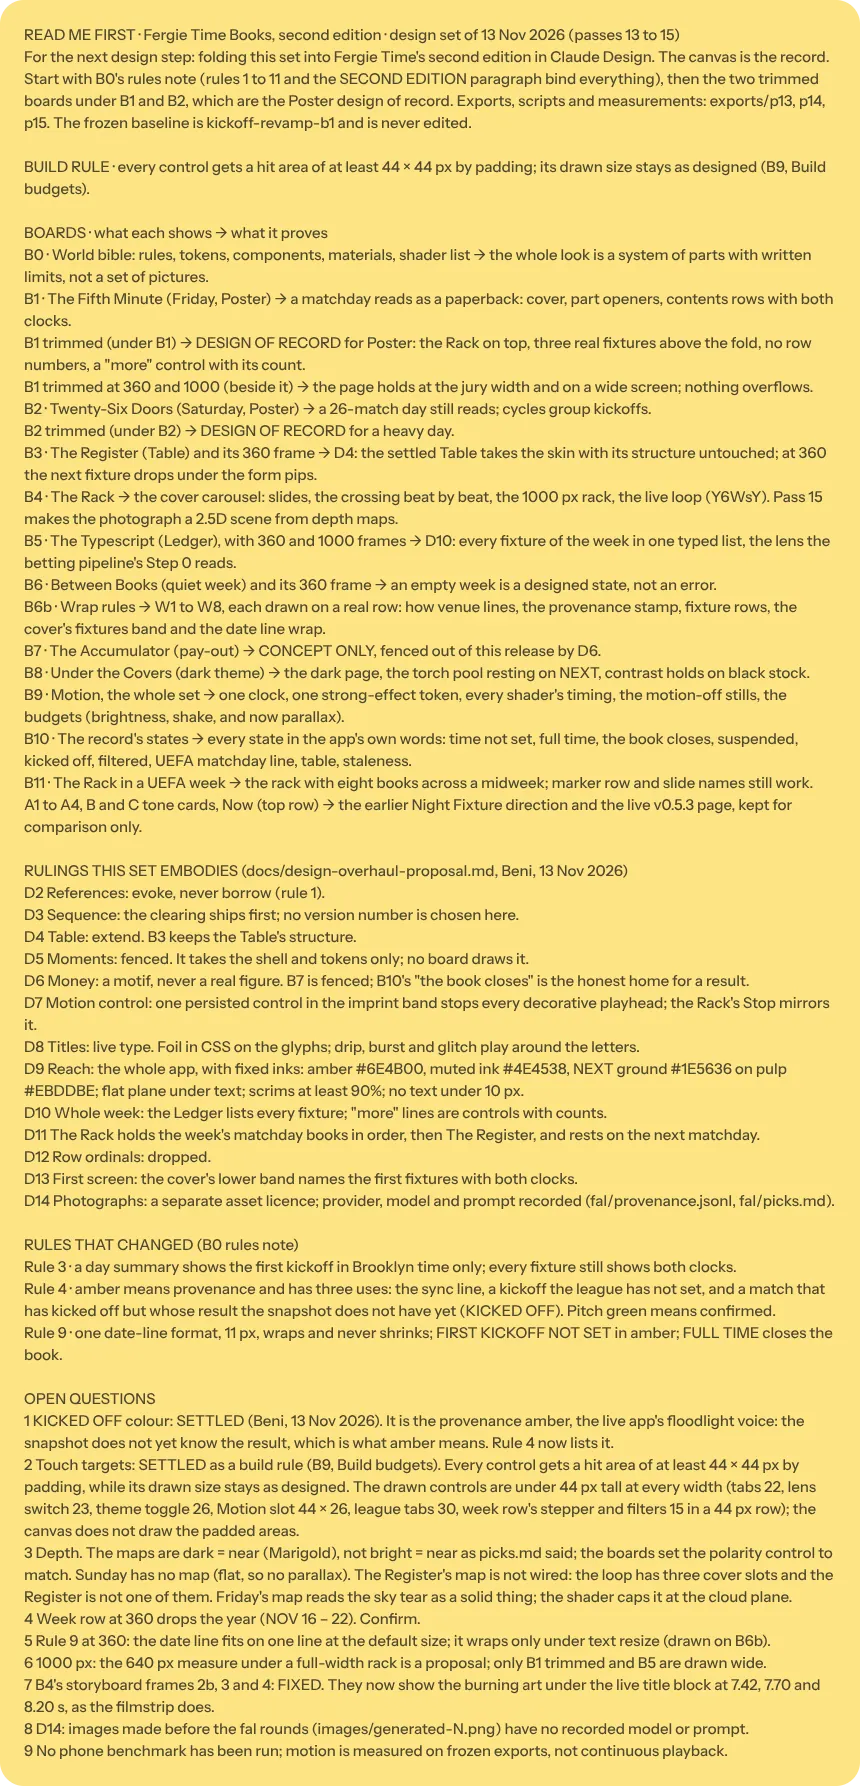 READ ME FIRST · Fergie Time Books, second edition · design set of 13 Nov 2026 (passes 13 to 15)
For the next design step: folding this set into Fergie Time's second edition in Claude Design. The canvas is the record.
Start with B0's rules note (rules 1 to 11 and the SECOND EDITION paragraph bind everything), then the two trimmed
boards under B1 and B2, which are the Poster design of record. Exports, scripts and measurements: exports/p13, p14,
p15. The frozen baseline is kickoff-revamp-b1 and is never edited.

BUILD RULE · every control gets a hit area of at least 44 × 44 px by padding; its drawn size stays as designed (B9, Build
budgets).

BOARDS · what each shows → what it proves
B0 · World bible: rules, tokens, components, materials, shader list → the whole look is a system of parts with written
limits, not a set of pictures.
B1 · The Fifth Minute (Friday, Poster) → a matchday reads as a paperback: cover, part openers, contents rows with both
clocks.
B1 trimmed (under B1) → DESIGN OF RECORD for Poster: the Rack on top, three real fixtures above the fold, no row
numbers, a "more" control with its count.
B1 trimmed at 360 and 1000 (beside it) → the page holds at the jury width and on a wide screen; nothing overflows.
B2 · Twenty-Six Doors (Saturday, Poster) → a 26-match day still reads; cycles group kickoffs.
B2 trimmed (under B2) → DESIGN OF RECORD for a heavy day.
B3 · The Register (Table) and its 360 frame → D4: the settled Table takes the skin with its structure untouched; at 360
the next fixture drops under the form pips.
B4 · The Rack → the cover carousel: slides, the crossing beat by beat, the 1000 px rack, the live loop (Y6WsY). Pass 15
makes the photograph a 2.5D scene from depth maps.
B5 · The Typescript (Ledger), with 360 and 1000 frames → D10: every fixture of the week in one typed list, the lens the
betting pipeline's Step 0 reads.
B6 · Between Books (quiet week) and its 360 frame → an empty week is a designed state, not an error.
B6b · Wrap rules → W1 to W8, each drawn on a real row: how venue lines, the provenance stamp, fixture rows, the
cover's fixtures band and the date line wrap.
B7 · The Accumulator (pay-out) → CONCEPT ONLY, fenced out of this release by D6.
B8 · Under the Covers (dark theme) → the dark page, the torch pool resting on NEXT, contrast holds on black stock.
B9 · Motion, the whole set → one clock, one strong-effect token, every shader's timing, the motion-off stills, the
budgets (brightness, shake, and now parallax).
B10 · The record's states → every state in the app's own words: time not set, full time, the book closes, suspended,
kicked off, filtered, UEFA matchday line, table, staleness.
B11 · The Rack in a UEFA week → the rack with eight books across a midweek; marker row and slide names still work.
A1 to A4, B and C tone cards, Now (top row) → the earlier Night Fixture direction and the live v0.5.3 page, kept for
comparison only.

RULINGS THIS SET EMBODIES (docs/design-overhaul-proposal.md, Beni, 13 Nov 2026)
D2 References: evoke, never borrow (rule 1).
D3 Sequence: the clearing ships first; no version number is chosen here.
D4 Table: extend. B3 keeps the Table's structure.
D5 Moments: fenced. It takes the shell and tokens only; no board draws it.
D6 Money: a motif, never a real figure. B7 is fenced; B10's "the book closes" is the honest home for a result.
D7 Motion control: one persisted control in the imprint band stops every decorative playhead; the Rack's Stop mirrors
it.
D8 Titles: live type. Foil in CSS on the glyphs; drip, burst and glitch play around the letters.
D9 Reach: the whole app, with fixed inks: amber #6E4B00, muted ink #4E4538, NEXT ground #1E5636 on pulp
#EBDDBE; flat plane under text; scrims at least 90%; no text under 10 px.
D10 Whole week: the Ledger lists every fixture; "more" lines are controls with counts.
D11 The Rack holds the week's matchday books in order, then The Register, and rests on the next matchday.
D12 Row ordinals: dropped.
D13 First screen: the cover's lower band names the first fixtures with both clocks.
D14 Photographs: a separate asset licence; provider, model and prompt recorded (fal/provenance.jsonl, fal/picks.md).

RULES THAT CHANGED (B0 rules note)
Rule 3 · a day summary shows the first kickoff in Brooklyn time only; every fixture still shows both clocks.
Rule 4 · amber means provenance and has three uses: the sync line, a kickoff the league has not set, and a match that
has kicked off but whose result the snapshot does not have yet (KICKED OFF). Pitch green means confirmed.
Rule 9 · one date-line format, 11 px, wraps and never shrinks; FIRST KICKOFF NOT SET in amber; FULL TIME closes the
book.

OPEN QUESTIONS
1 KICKED OFF colour: SETTLED (Beni, 13 Nov 2026). It is the provenance amber, the live app's floodlight voice: the
snapshot does not yet know the result, which is what amber means. Rule 4 now lists it.
2 Touch targets: SETTLED as a build rule (B9, Build budgets). Every control gets a hit area of at least 44 × 44 px by
padding, while its drawn size stays as designed. The drawn controls are under 44 px tall at every width (tabs 22, lens
switch 23, theme toggle 26, Motion slot 44 × 26, league tabs 30, week row's stepper and filters 15 in a 44 px row); the
canvas does not draw the padded areas.
3 Depth. The maps are dark = near (Marigold), not bright = near as picks.md said; the boards set the polarity control to
match. Sunday has no map (flat, so no parallax). The Register's map is not wired: the loop has three cover slots and the
Register is not one of them. Friday's map reads the sky tear as a solid thing; the shader caps it at the cloud plane.
4 Week row at 360 drops the year (NOV 16 – 22). Confirm.
5 Rule 9 at 360: the date line fits on one line at the default size; it wraps only under text resize (drawn on B6b).
6 1000 px: the 640 px measure under a full-width rack is a proposal; only B1 trimmed and B5 are drawn wide.
7 B4's storyboard frames 2b, 3 and 4: FIXED. They now show the burning art under the live title block at 7.42, 7.70 and
8.20 s, as the filmstrip does.
8 D14: images made before the fal rounds (images/generated-N.png) have no recorded model or prompt.
9 No phone benchmark has been run; motion is measured on frozen exports, not continuous playback.